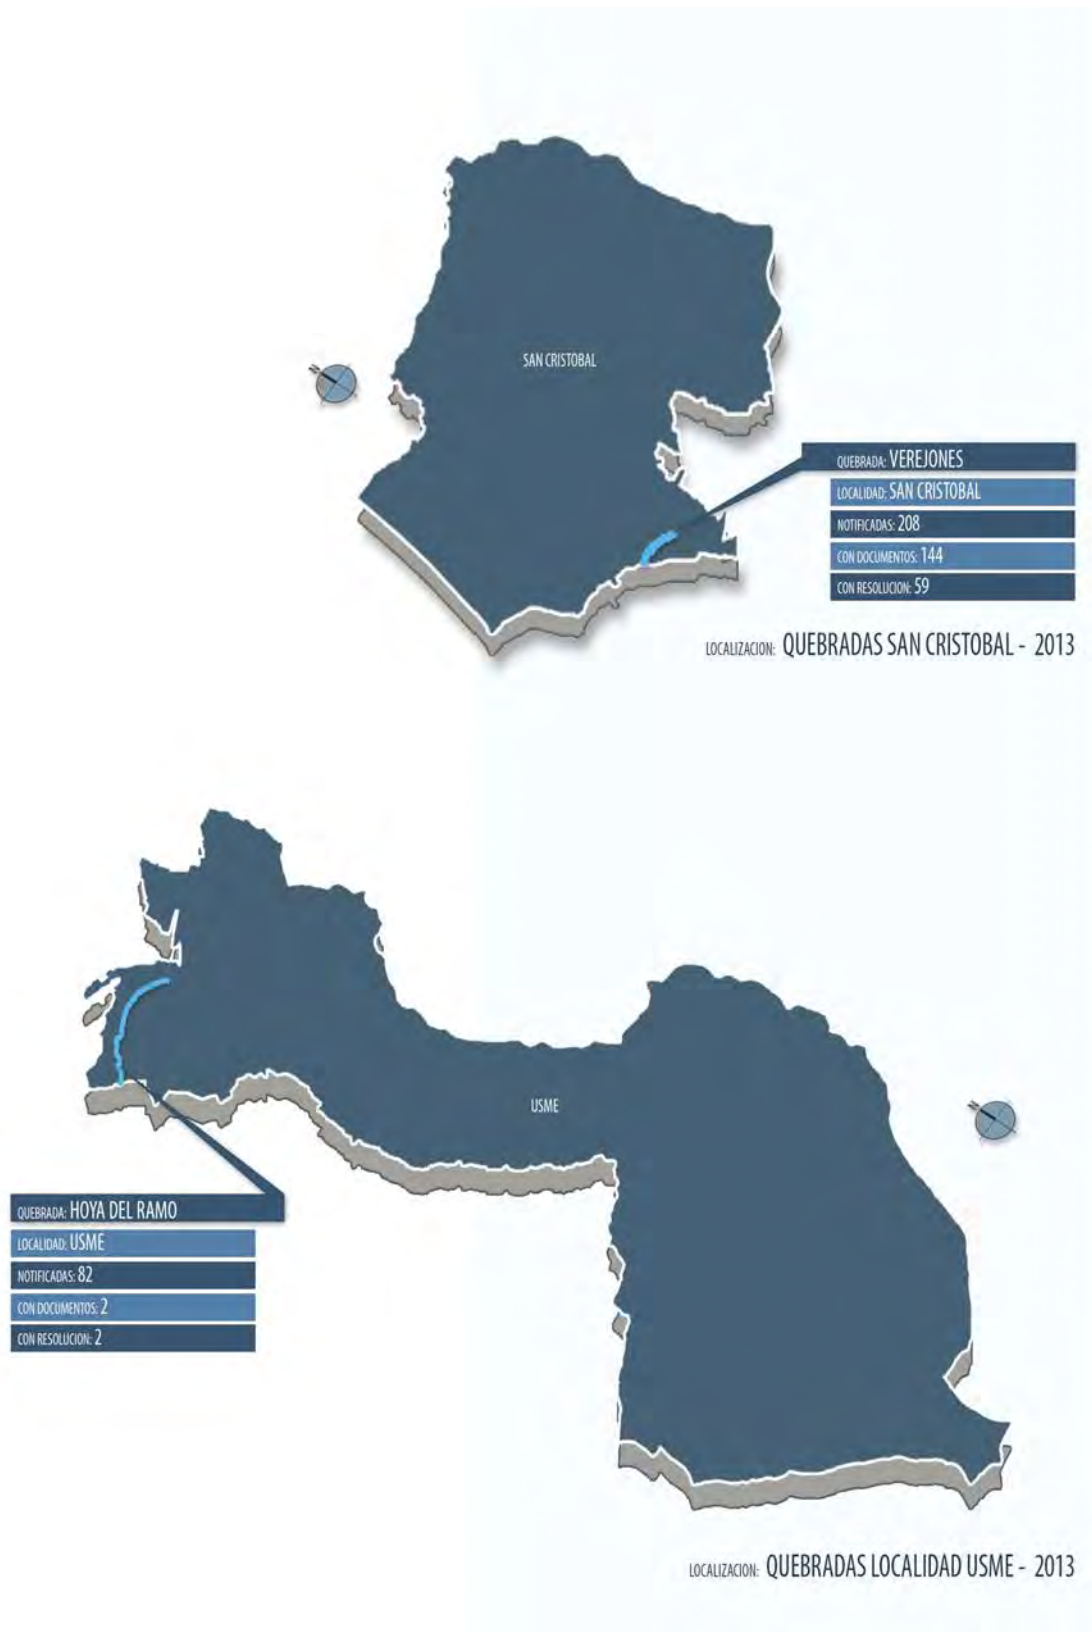 SAN CRISTOBAL
N
QUEBRADA: VEREJONES
LOCALIDAD: SAN CRISTOBAL
NOTIFICADAS: 208
CON DOCUMENTOS: 144
CON RESOLUCION: 59
LOCALIZACION: QUEBRADAS SAN CRISTOBAL - 2013
USME
N
QUEBRADA: HOYA DEL RAMO
LOCALIDAD: USME
NOTIFICADAS: 82
CON DOCUMENTOS: 2
CON RESOLUCION: 2
LOCALIZACION: QUEBRADAS LOCALIDAD USME - 2013